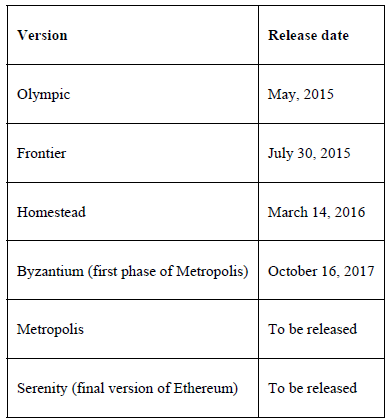 Version Release date
Olympic May, 2015
Frontier July 30, 2015
Homestead March 14, 2016
Byzantium (first phase of Metropolis) October 16, 2017
Metropolis To be released
Serenity (final version of Ethereum) To be released